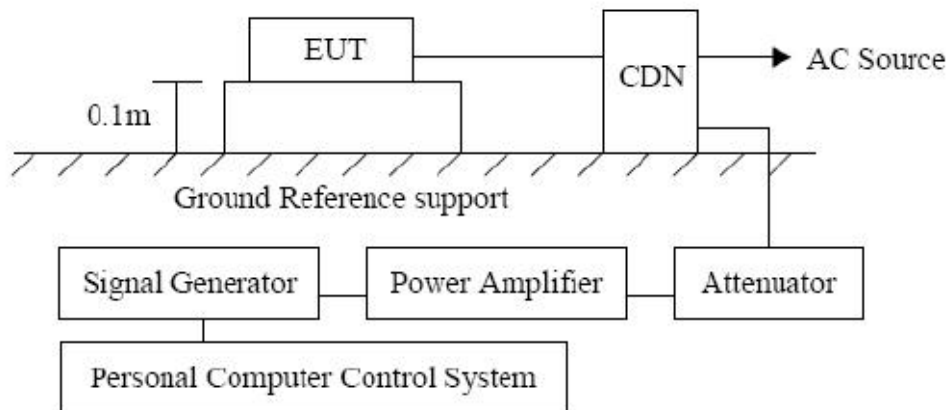 EUT
CDN
AC Source
0.1m
Ground Reference support
Signal Generator
Power Amplifier
Attenuator
Personal Computer Control System